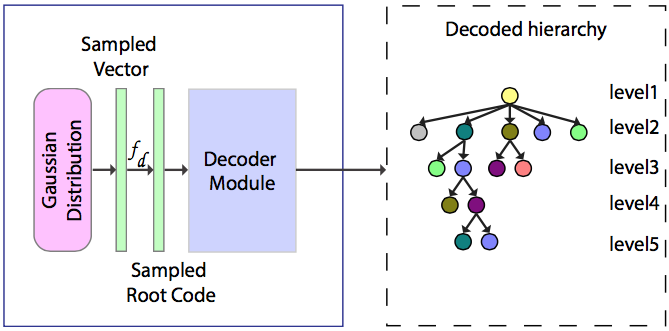 Sampled
Vector
Gaussian
Distribution
f_d
Decoder
Module
Sampled
Root Code
Decoded hierarchy
level1
level2
level3
level4
level5